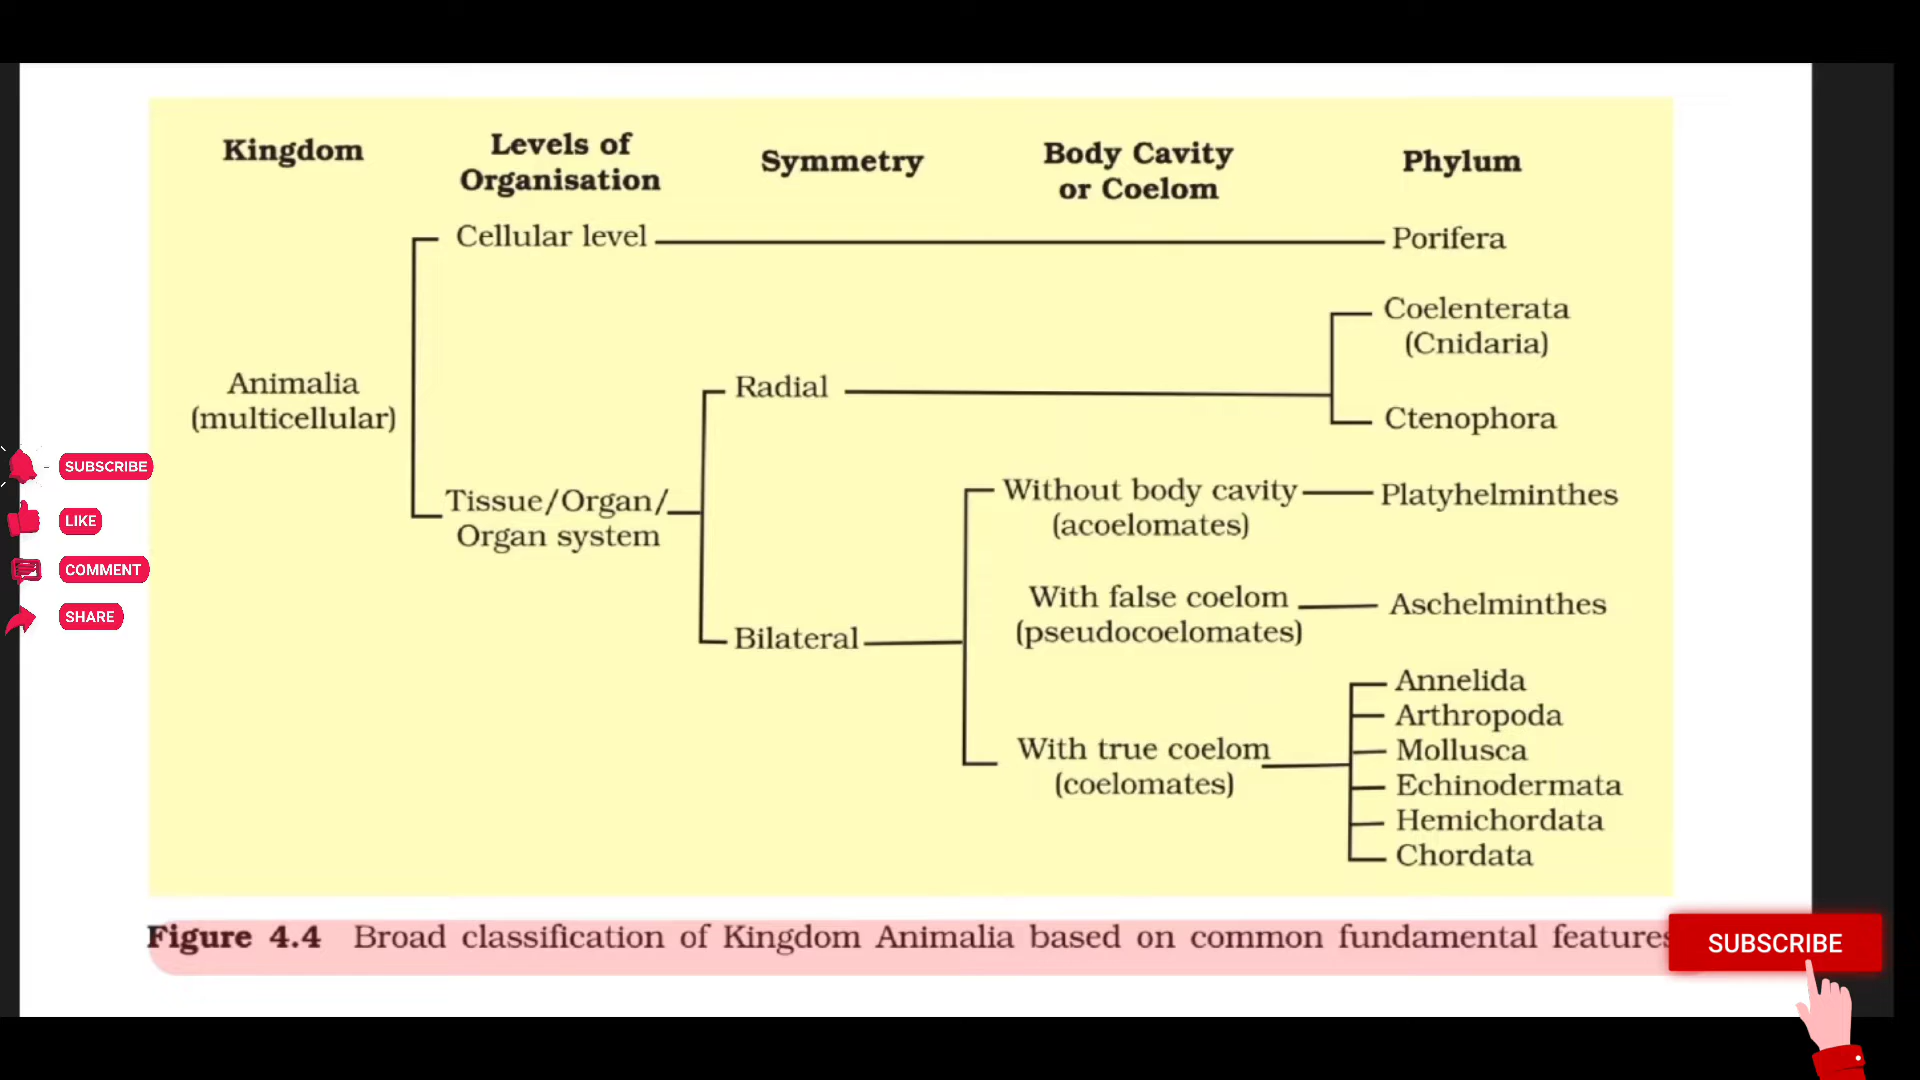 Kingdom
Levels of
Organisation
Symmetry
Body Cavity
or Coelom
Phylum
Cellular level
Porifera
Coelenterata
(Cnidaria)
Animalia
(multicellular)
Radial
Ctenophora
Tissue/Organ/
Organ system
Without body cavity
(acoelomates)
Platyhelminthes
With false coelom
(pseudocoelomates)
Aschelminthes
Bilateral
With true coelom
(coelomates)
Annelida
Arthropoda
Mollusca
Echinodermata
Hemichordata
Chordata
Figure 4.4 Broad classification of Kingdom Animalia based on common fundamental features
SUBSCRIBE
LIKE
COMMENT
SHARE
SUBSCRIBE